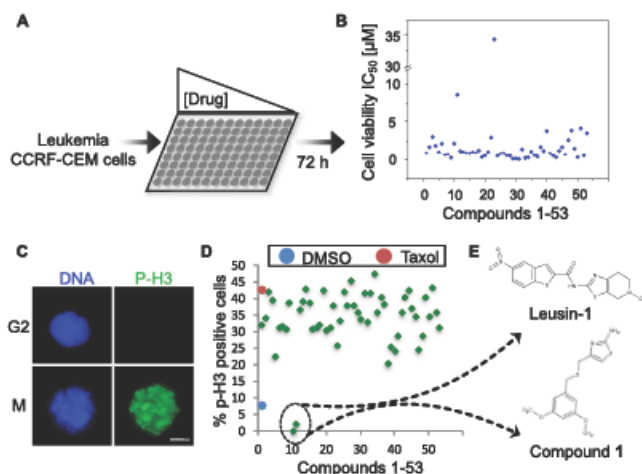 A
[Drug]
Leukemia
CCRF-CEM cells
72 h
B
Cell viability IC50 [µM]
35
30
5
0
0 10 20 30 40 50
Compounds 1-53
C
DNA
P-H3
G2
M
D
DMSO
Taxol
% p-H3 positive cells
50
45
40
35
30
25
20
15
10
5
0
0 10 20 30 40 50 60
Compounds 1-53
E
Leusin-1
Compound 1